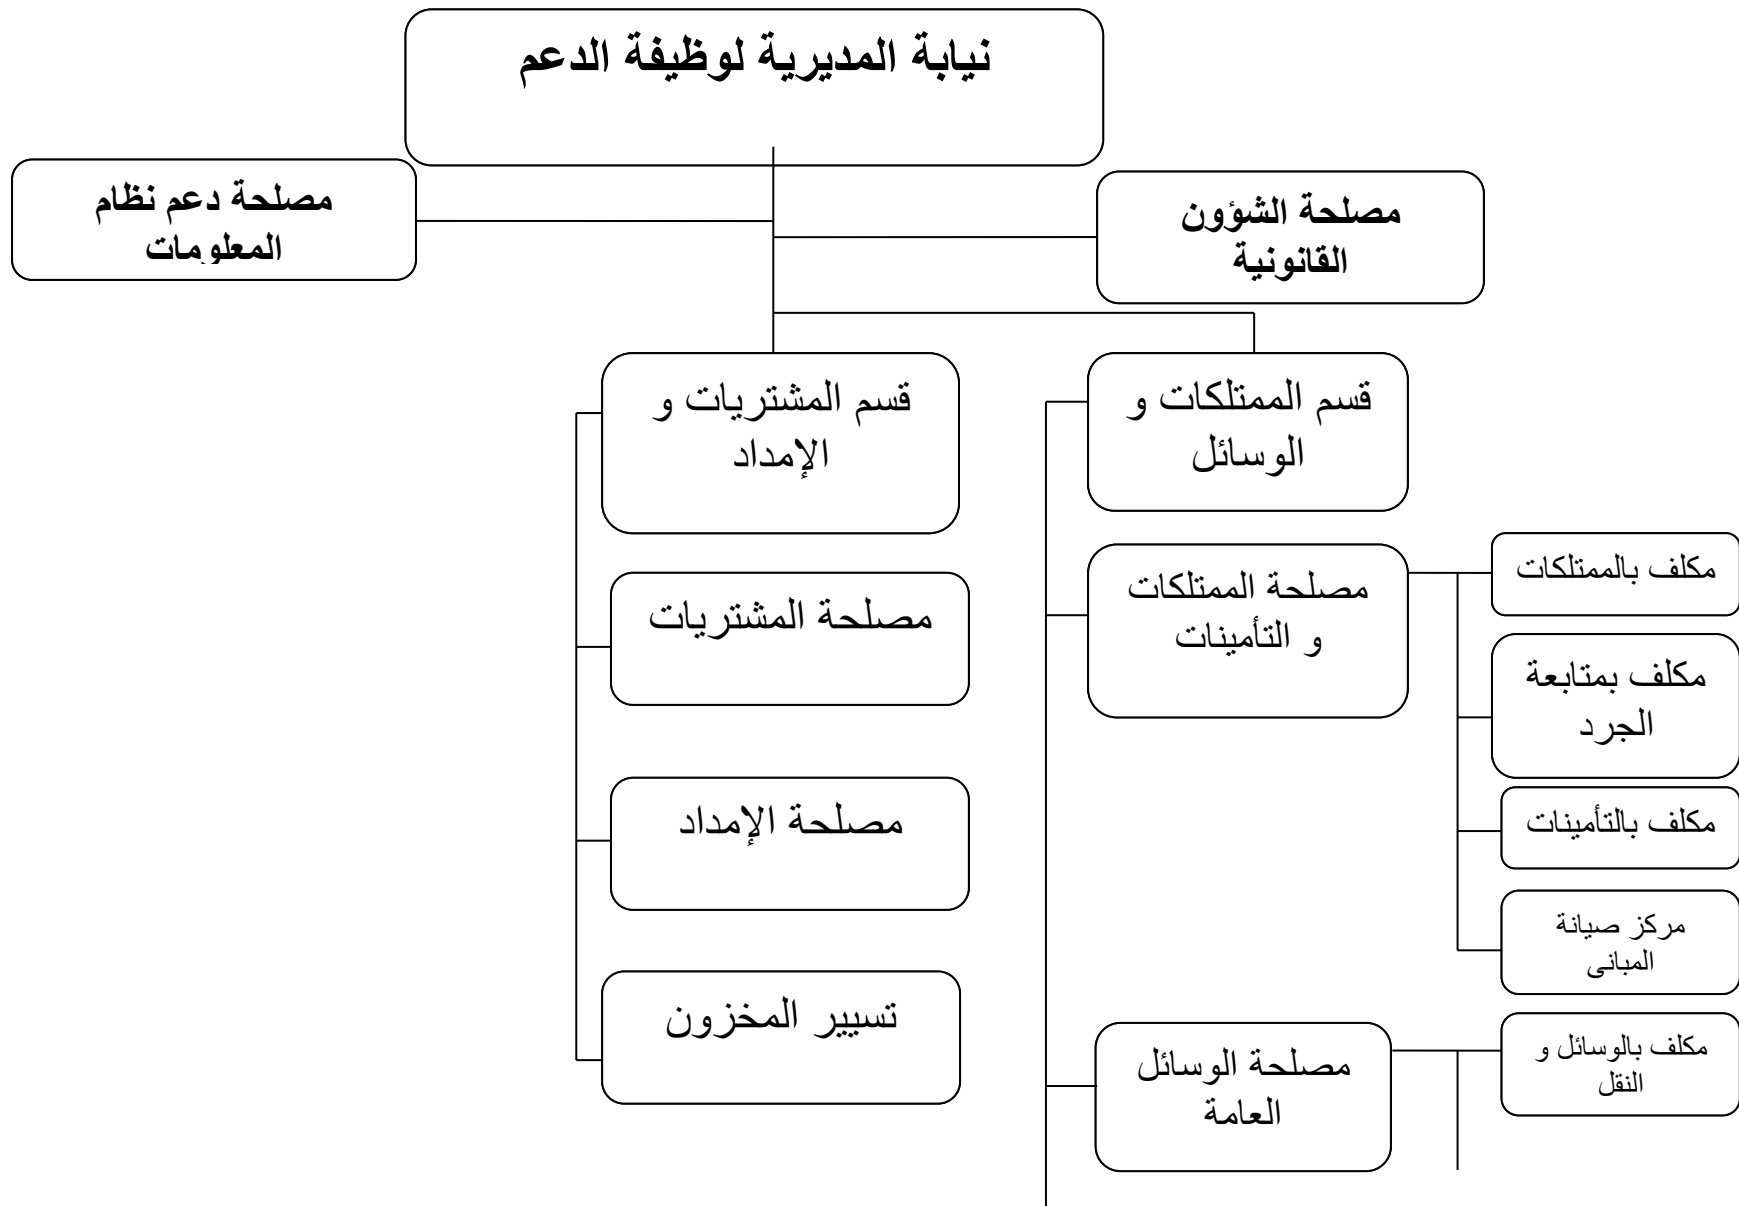 نيابة المديرية لوظيفة الدعم
مصلحة الشؤون
القانونية
مصلحة دعم نظام
المعلومات
قسم الممتلكات و
الوسائل
قسم المشتريات و
الإمداد
مكلف بالممتلكات
مصلحة الممتلكات
و التأمينات
مصلحة المشتريات
مكلف بمتابعة
الجرد
مصلحة الإمداد
مكلف بالتأمينات
مركز صيانة
المباني
تسيير المخزون
مكلف بالوسائل و
النقل
مصلحة الوسائل
العامة